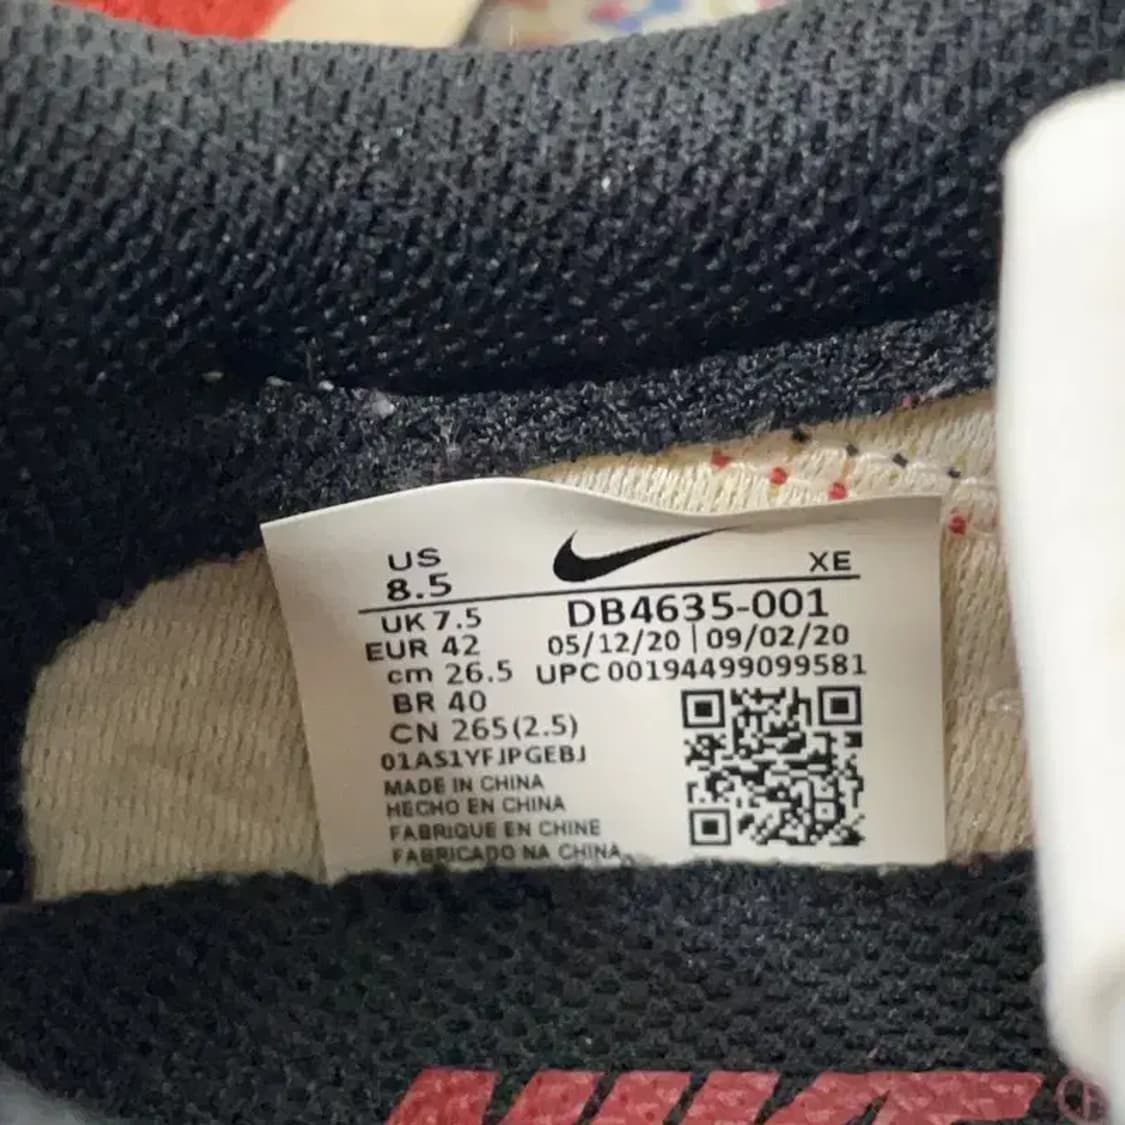 US
8.5
XE
UK 7.5
DB4635-001
EUR 42
05/12/20 | 09/02/20
cm 26.5
UPC 00194499099581
BR 40
CN 265(2.5)
01AS1YFJPGEBJ
MADE IN CHINA
HECHO EN CHINA
FABRIQUE EN CHINE
FABRICADO NA CHINA
NIKE